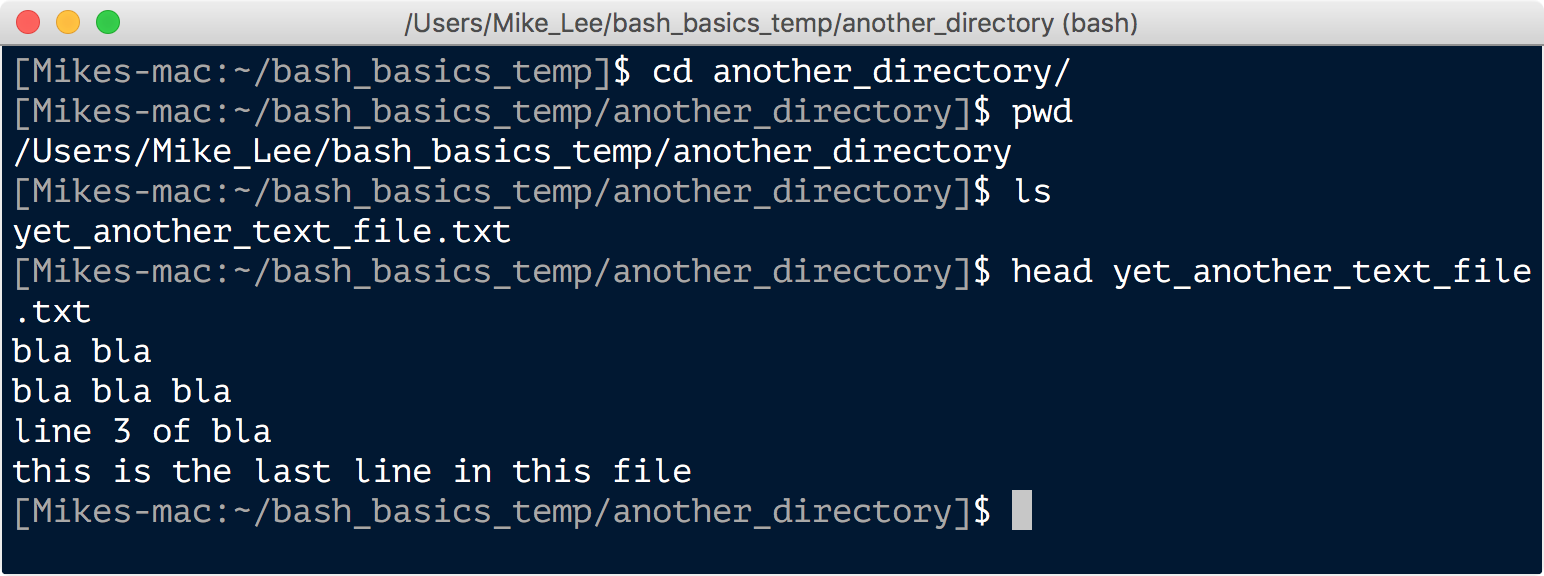 /Users/Mike_Lee/bash_basics_temp/another_directory (bash)
[Mikes-mac:~/bash_basics_temp]$ cd another_directory/
[Mikes-mac:~/bash_basics_temp/another_directory]$ pwd
/Users/Mike_Lee/bash_basics_temp/another_directory
[Mikes-mac:~/bash_basics_temp/another_directory]$ ls
yet_another_text_file.txt
[Mikes-mac:~/bash_basics_temp/another_directory]$ head yet_another_text_file
.txt
bla bla
bla bla bla
line 3 of bla
this is the last line in this file
[Mikes-mac:~/bash_basics_temp/another_directory]$